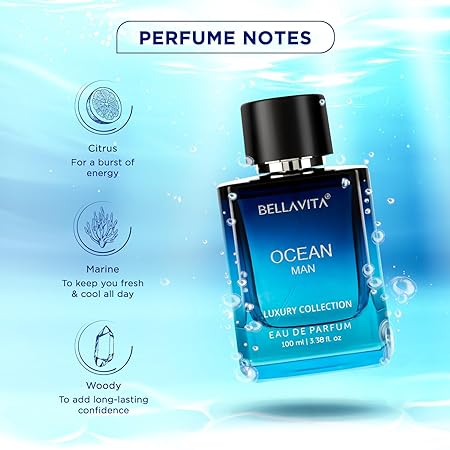 PERFUME NOTES
Citrus
For a burst of
energy
Marine
To keep you fresh
& cool all day
Woody
To add long-lasting
confidence
BELLAVITA®
OCEAN
MAN
LUXURY COLLECTION
EAU DE PARFUM
100 ml | 3.38 fl. oz